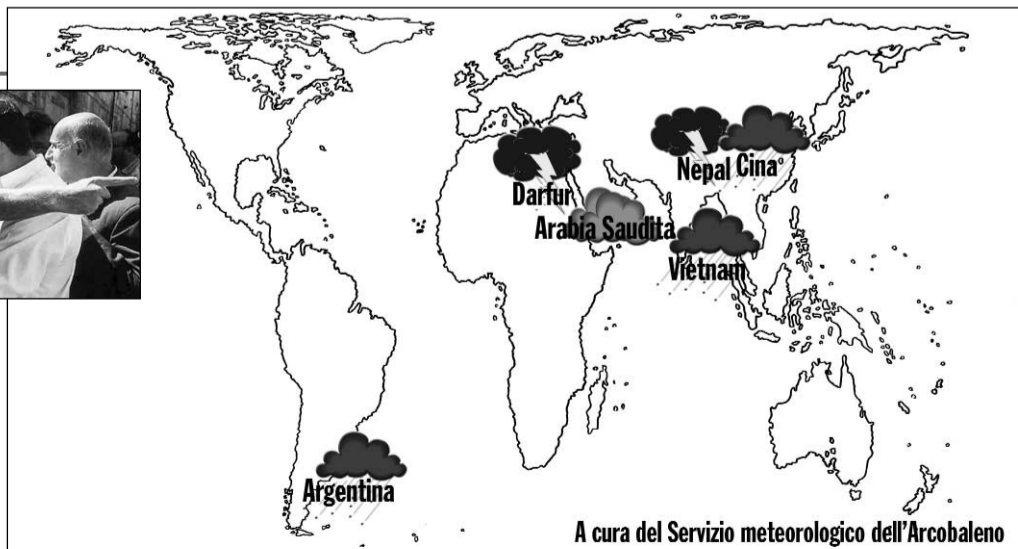 Nepal Cina
Darfur
Arabia Saudita
Vietnam
Argentina
A cura del Servizio meteorologico dell'Arcobaleno